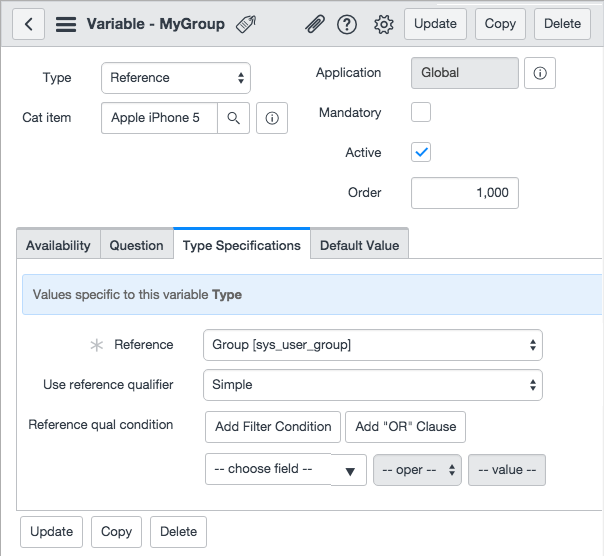 Variable - MyGroup
Update
Copy
Delete
Type
Reference
Application
Global
Cat item
Apple iPhone 5
Mandatory
Active
Order
1,000
Availability
Question
Type Specifications
Default Value
Values specific to this variable Type
Reference
Group [sys_user_group]
Use reference qualifier
Simple
Reference qual condition
Add Filter Condition
Add "OR" Clause
-- choose field --
-- oper --
-- value --
Update
Copy
Delete